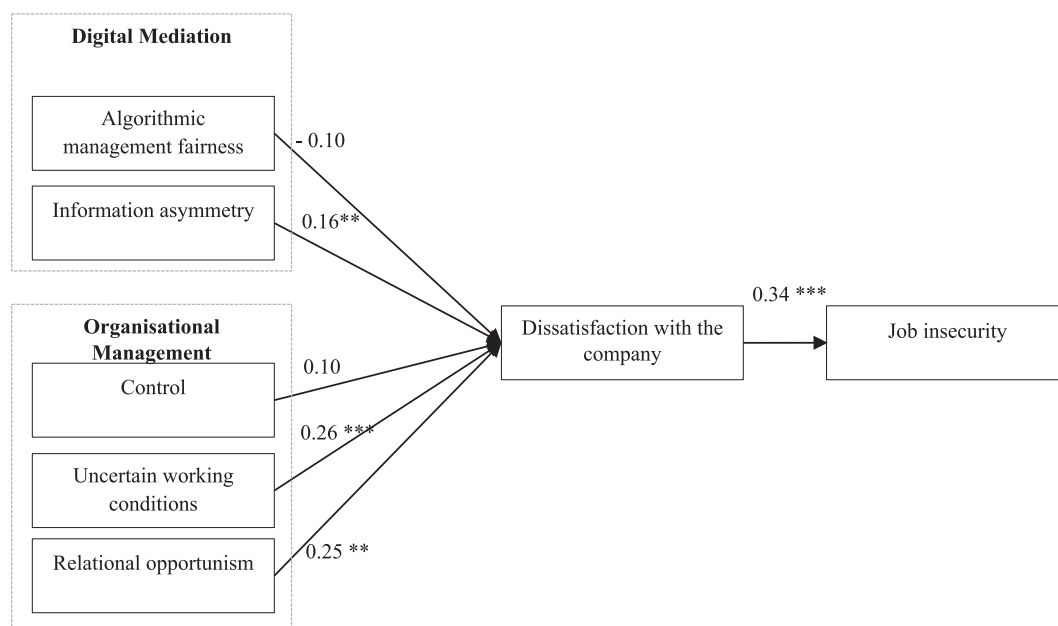 Digital Mediation
Algorithmic
management fairness
- 0.10
Information asymmetry
0.16**
Organisational
Management
Control
0.10
Uncertain working
conditions
0.26 ***
Relational opportunism
0.25 **
Dissatisfaction with the
company
0.34 ***
Job insecurity